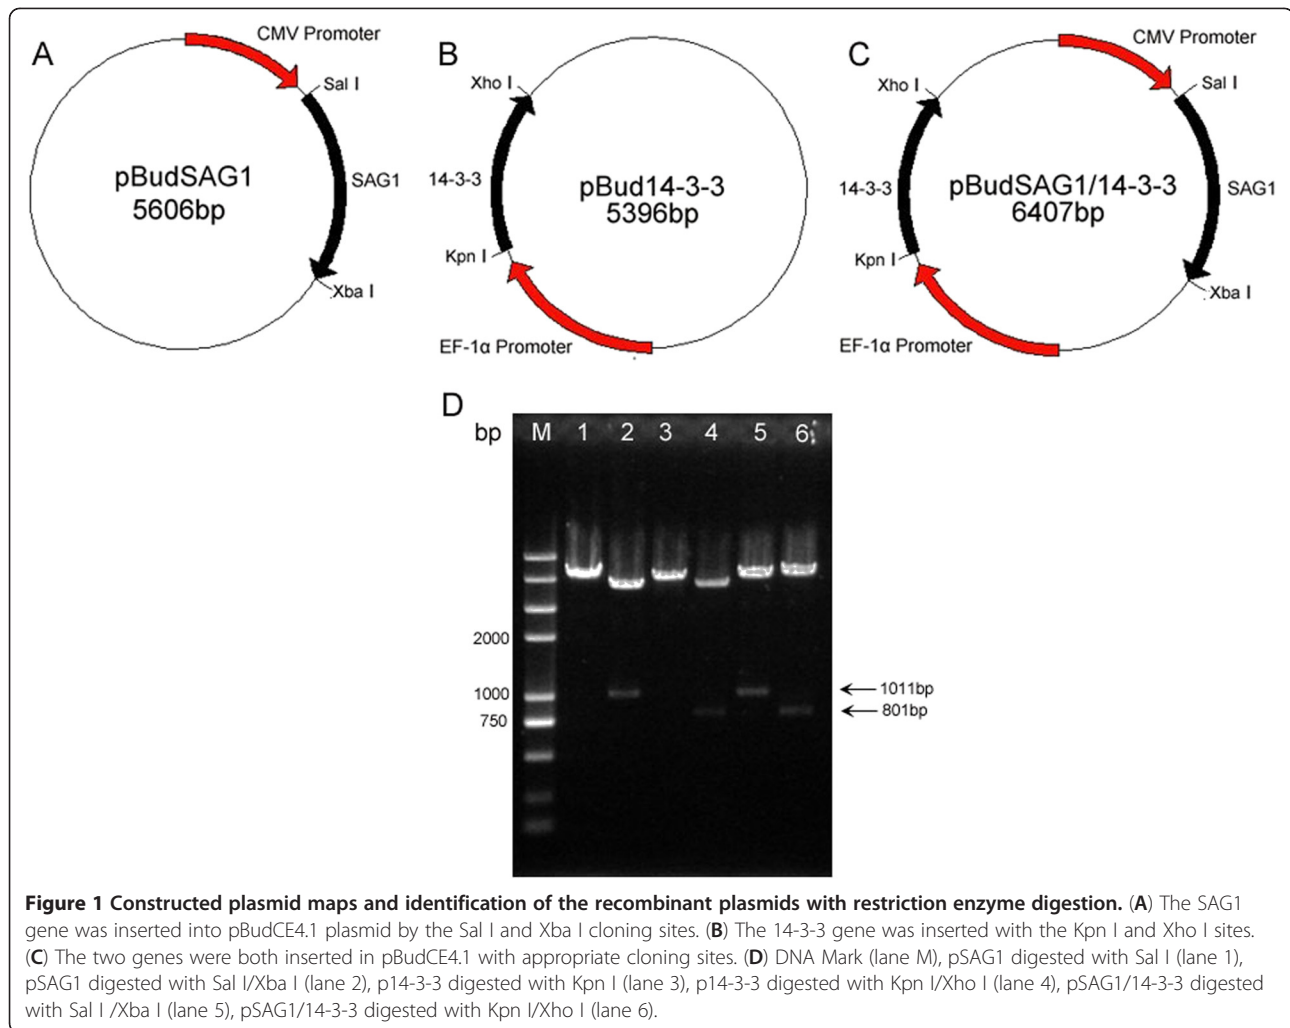 A
CMV Promoter
Sal I
pBudSAG1
5606bp
SAG1
Xba I
B
Xho I
14-3-3
pBud14-3-3
5396bp
Kpn I
EF-1α Promoter
C
CMV Promoter
Xho I
Sal I
14-3-3
pBudSAG1/14-3-3
6407bp
SAG1
Kpn I
Xba I
EF-1α Promoter
D
bp M 1 2 3 4 5 6
2000
1000
750
1011bp
801bp
Figure 1 Constructed plasmid maps and identification of the recombinant plasmids with restriction enzyme digestion. (A) The SAG1
gene was inserted into pBudCE4.1 plasmid by the Sal I and Xba I cloning sites. (B) The 14-3-3 gene was inserted with the Kpn I and Xho I sites.
(C) The two genes were both inserted in pBudCE4.1 with appropriate cloning sites. (D) DNA Mark (lane M), pSAG1 digested with Sal I (lane 1),
pSAG1 digested with Sal I/Xba I (lane 2), p14-3-3 digested with Kpn I (lane 3), p14-3-3 digested with Kpn I/Xho I (lane 4), pSAG1/14-3-3 digested
with Sal I /Xba I (lane 5), pSAG1/14-3-3 digested with Kpn I/Xho I (lane 6).